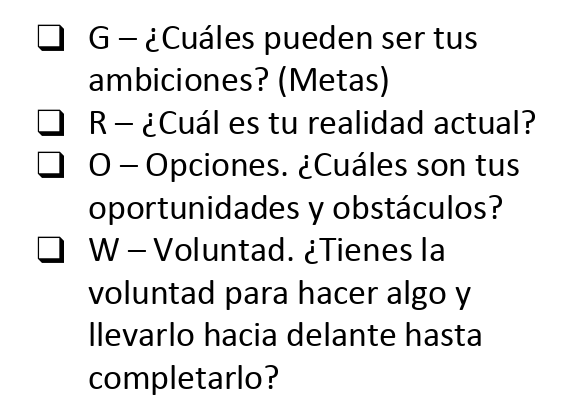 ❑ G – ¿Cuáles pueden ser tus
ambiciones? (Metas)
❑ R – ¿Cuál es tu realidad actual?
❑ O – Opciones. ¿Cuáles son tus
oportunidades y obstáculos?
❑ W – Voluntad. ¿Tienes la
voluntad para hacer algo y
llevarlo hacia delante hasta
completarlo?